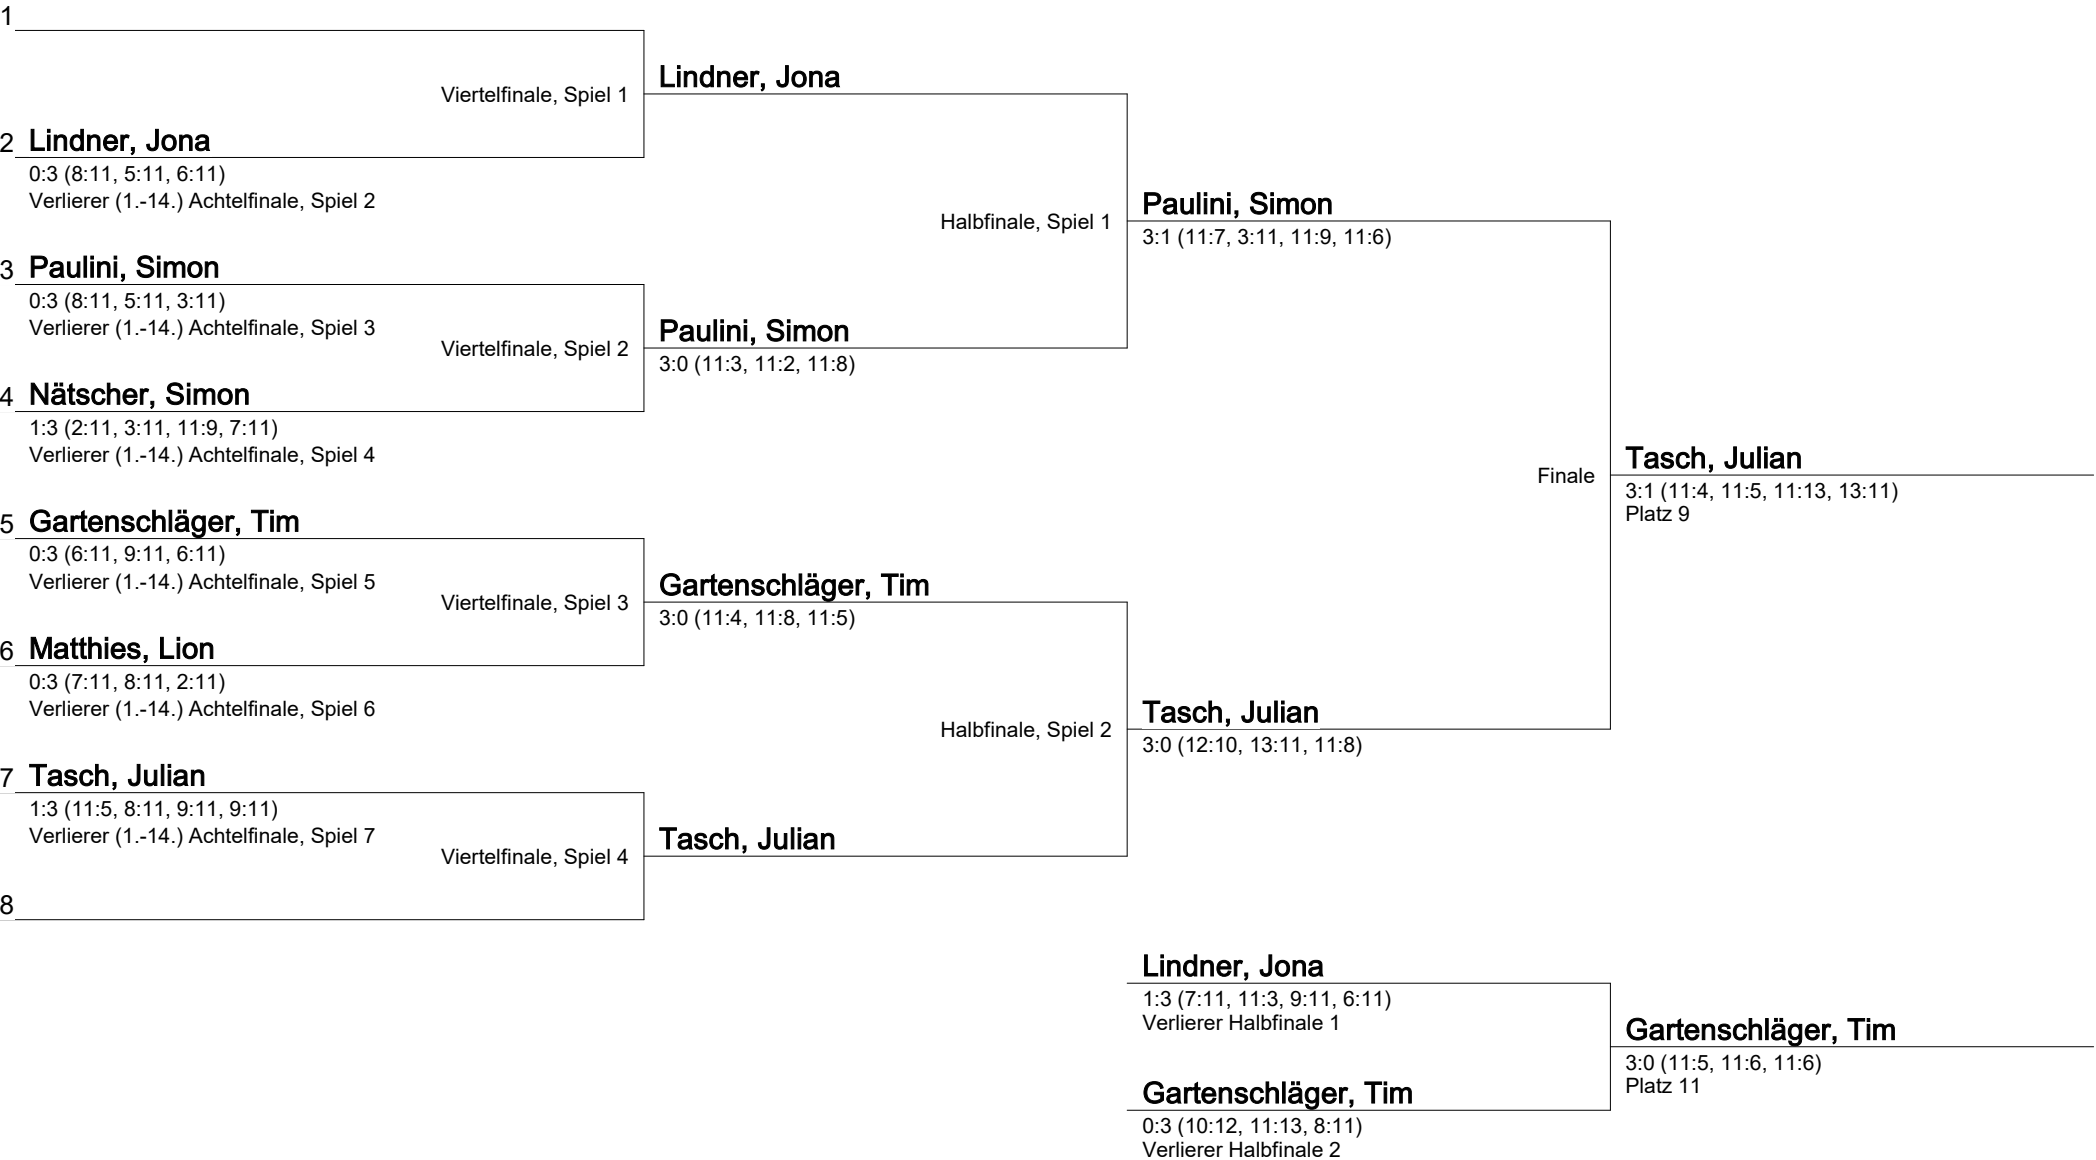 1
Viertelfinale, Spiel 1
Lindner, Jona
2 Lindner, Jona
0:3 (8:11, 5:11, 6:11)
Verlierer (1.-14.) Achtelfinale, Spiel 2
Halbfinale, Spiel 1
Paulini, Simon
3:1 (11:7, 3:11, 11:9, 11:6)
3 Paulini, Simon
0:3 (8:11, 5:11, 3:11)
Verlierer (1.-14.) Achtelfinale, Spiel 3
Viertelfinale, Spiel 2
Paulini, Simon
3:0 (11:3, 11:2, 11:8)
4 Nätscher, Simon
1:3 (2:11, 3:11, 11:9, 7:11)
Verlierer (1.-14.) Achtelfinale, Spiel 4
Finale
Tasch, Julian
3:1 (11:4, 11:5, 11:13, 13:11)
Platz 9
5 Gartenschläger, Tim
0:3 (6:11, 9:11, 6:11)
Verlierer (1.-14.) Achtelfinale, Spiel 5
Viertelfinale, Spiel 3
Gartenschläger, Tim
3:0 (11:4, 11:8, 11:5)
6 Matthies, Lion
0:3 (7:11, 8:11, 2:11)
Verlierer (1.-14.) Achtelfinale, Spiel 6
Halbfinale, Spiel 2
Tasch, Julian
3:0 (12:10, 13:11, 11:8)
7 Tasch, Julian
1:3 (11:5, 8:11, 9:11, 9:11)
Verlierer (1.-14.) Achtelfinale, Spiel 7
Viertelfinale, Spiel 4
Tasch, Julian
8
Lindner, Jona
1:3 (7:11, 11:3, 9:11, 6:11)
Verlierer Halbfinale 1
Gartenschläger, Tim
3:0 (11:5, 11:6, 11:6)
Platz 11
Gartenschläger, Tim
0:3 (10:12, 11:13, 8:11)
Verlierer Halbfinale 2